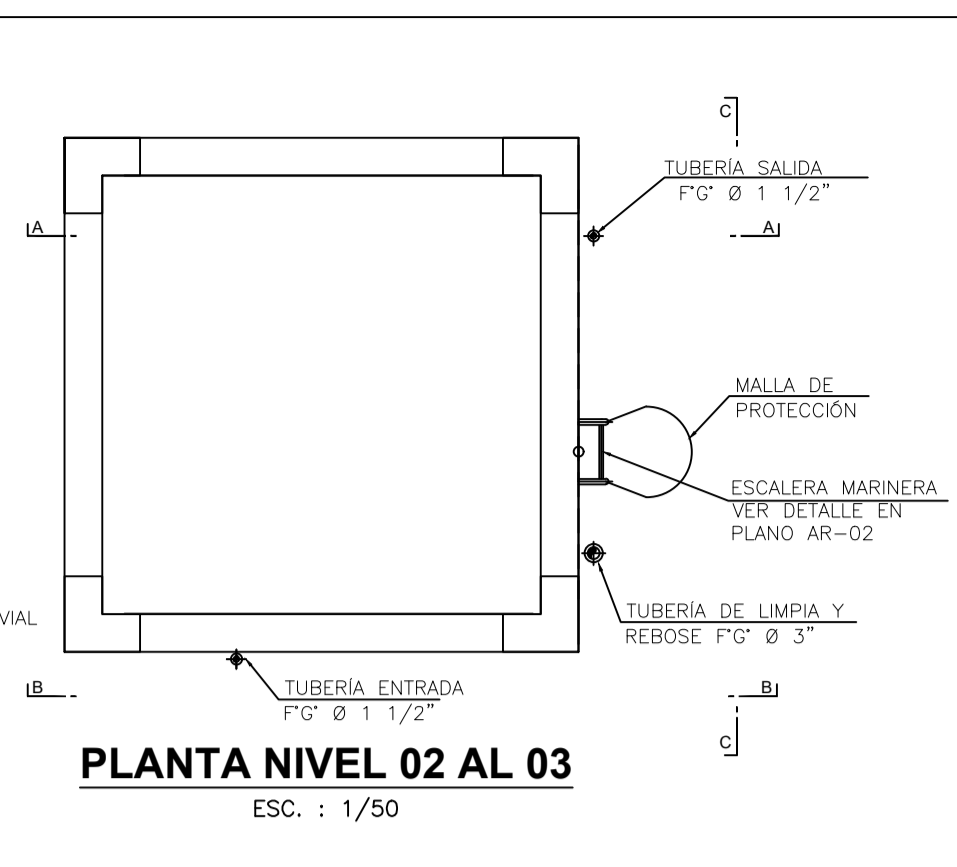 C
TUBERÍA SALIDA
F°G° Ø 1 1/2”
A
A
MALLA DE
PROTECCIÓN
ESCALERA MARINERA
VER DETALLE EN
PLANO AR-02
VIAL
TUBERÍA DE LIMPIA Y
REBOSE F°G° Ø 3”
B
TUBERÍA ENTRADA
F°G° Ø 1 1/2”
B
C
PLANTA NIVEL 02 AL 03
ESC. : 1/50